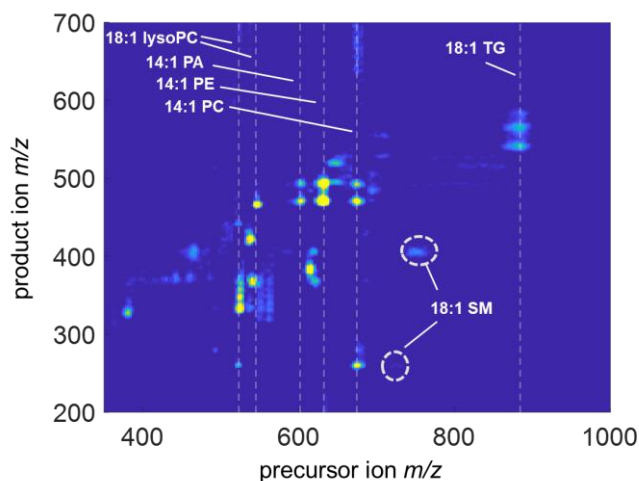 700
600
500
400
300
200
product ion m/z
18:1 lysoPC
14:1 PA
14:1 PE
14:1 PC
18:1 TG
18:1 SM
400
600
800
1000
precursor ion m/z